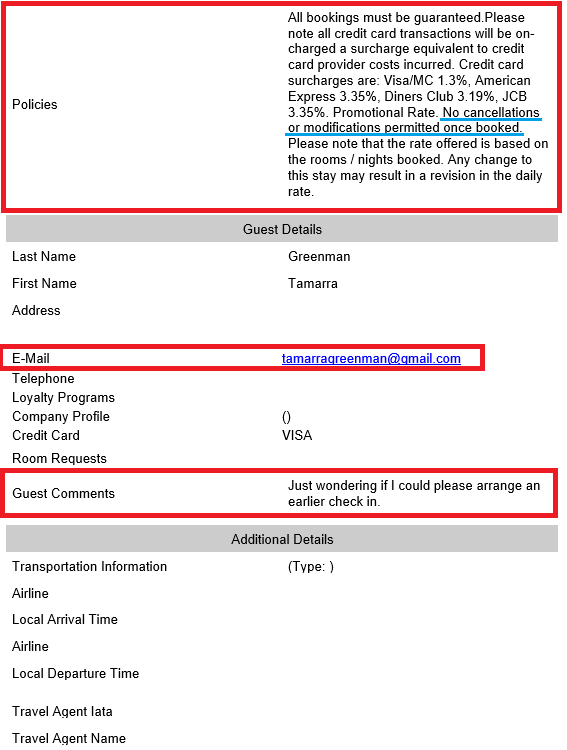 All bookings must be guaranteed.Please
note all credit card transactions will be on-
charged a surcharge equivalent to credit
card provider costs incurred. Credit card
surcharges are: Visa/MC 1.3%, American
Policies
Express 3.35%, Diners Club 3.19%, JCB
3.35%. Promotional Rate. No cancellations
or modifications permitted once booked.
Please note that the rate offered is based on
the rooms / nights booked. Any change to
this stay may result in a revision in the daily
rate.
Guest Details
Last Name Greenman
First Name Tamarra
Address
E-Mail tamarragreenman@gmail.com
Telephone
Loyalty Programs
Company Profile ()
Credit Card VISA
Room Requests
Guest Comments
Just wondering if I could please arrange an
earlier check in.
Additional Details
Transportation Information (Type: )
Airline
Local Arrival Time
Airline
Local Departure Time
Travel Agent Iata
Travel Agent Name